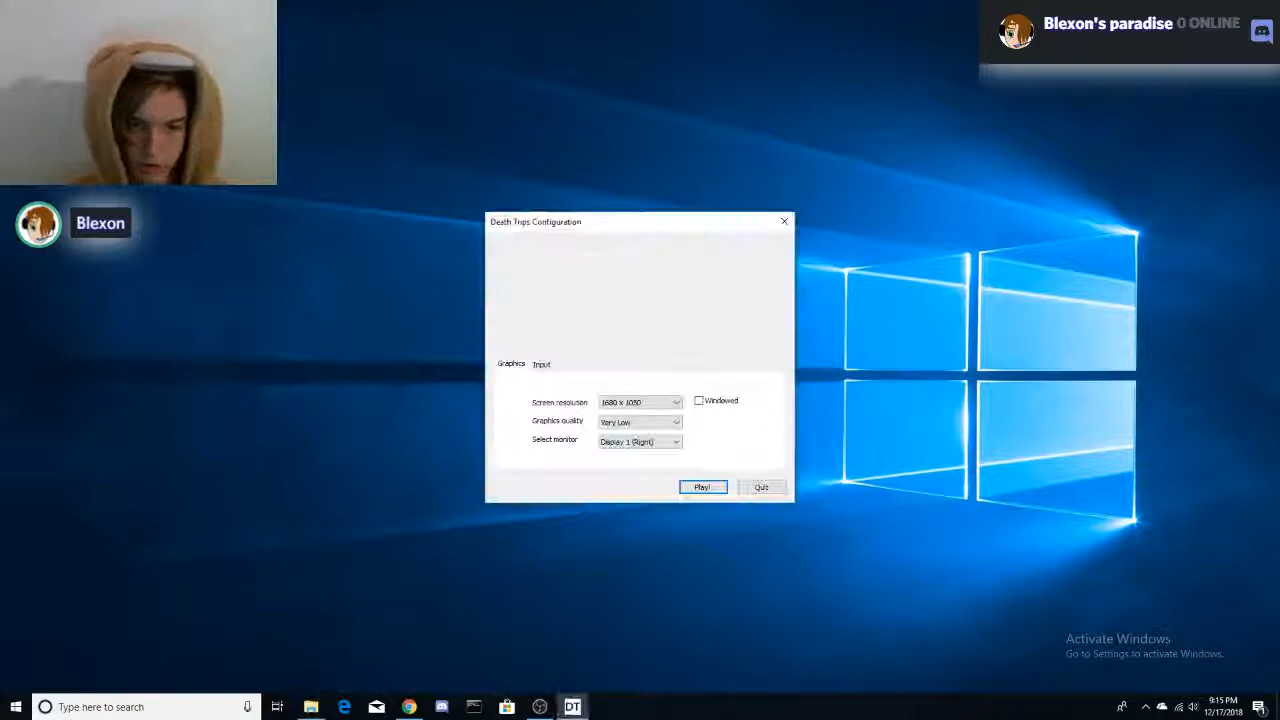 Blexon's paradise 0 ONLINE
Blexon
Death Trips Configuration
Graphics Input
Screen resolution 1680 x 1050 Windowed
Graphics quality Very Low
Select monitor Display 1 (Right)
Play! Quit
Activate Windows
Go to Settings to activate Windows.
Type here to search
DT
9:15 PM
12/17/2018